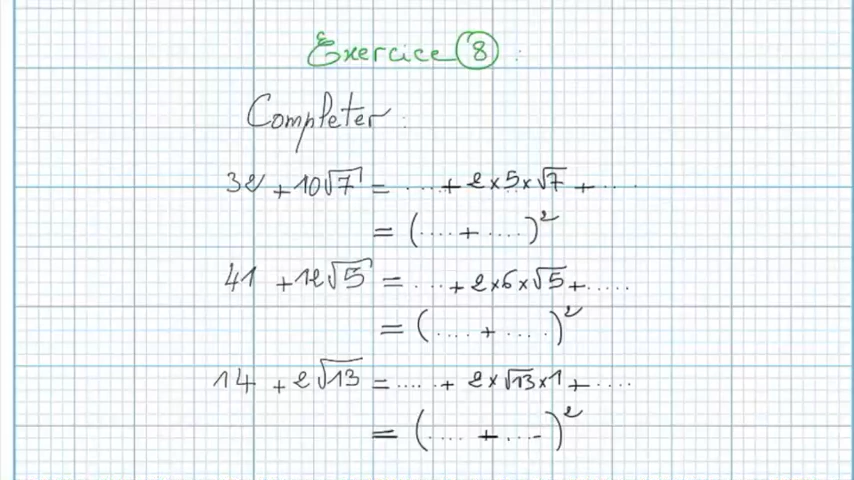 Exercice 8 :
Completer :
32 + 10√7 = .... + 2×5×√7 + ....
= (.... + ....)²
41 + 12√5 = .... + 2×6×√5 + .....
= (.... + ....)²
14 + 2√13 = ..... + 2×√13×1 + ....
= (.... + ....)²